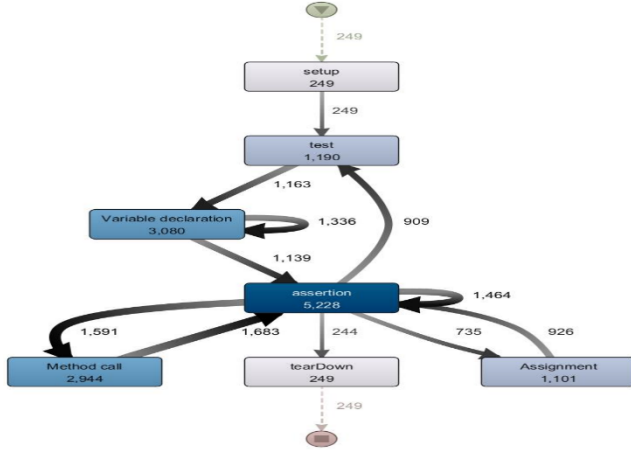 249
setup
249
249
test
1,190
1,163
Variable declaration
3,080
1,336
909
1,139
assertion
5,228
1,464
1,591
1,683
244
735
926
Method call
2,944
tearDown
249
Assignment
1,101
249